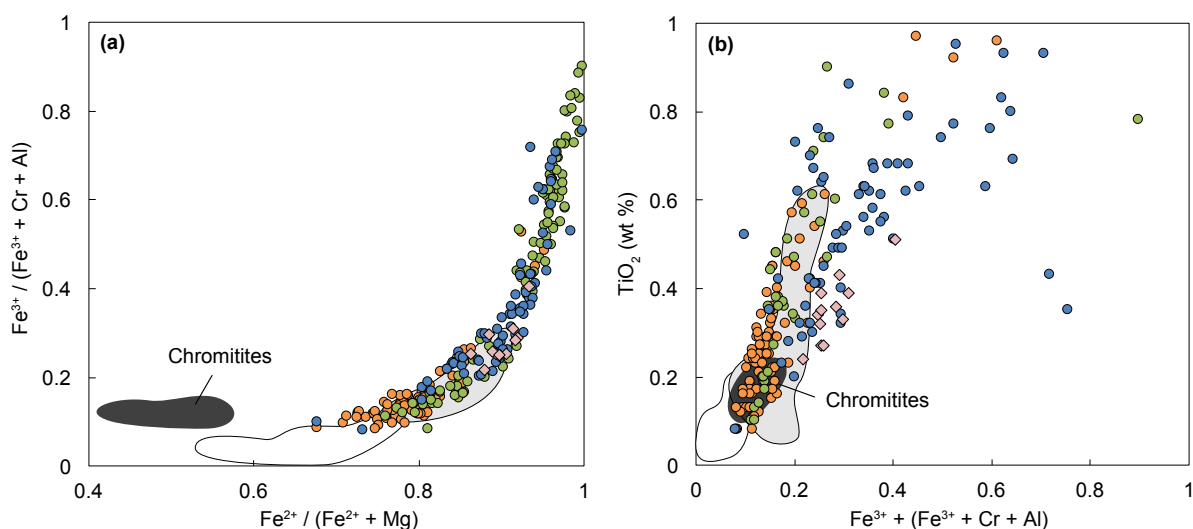 (a)
1
0.8
0.6
0.4
0.2
0
Fe³⁺ / (Fe³⁺ + Cr + Al)
Chromitites
0.4
0.6
0.8
1
Fe²⁺ / (Fe²⁺ + Mg)
(b)
1
0.8
0.6
0.4
0.2
0
TiO₂ (wt %)
Chromitites
0
0.2
0.4
0.6
0.8
1
Fe³⁺ + (Fe³⁺ + Cr + Al)